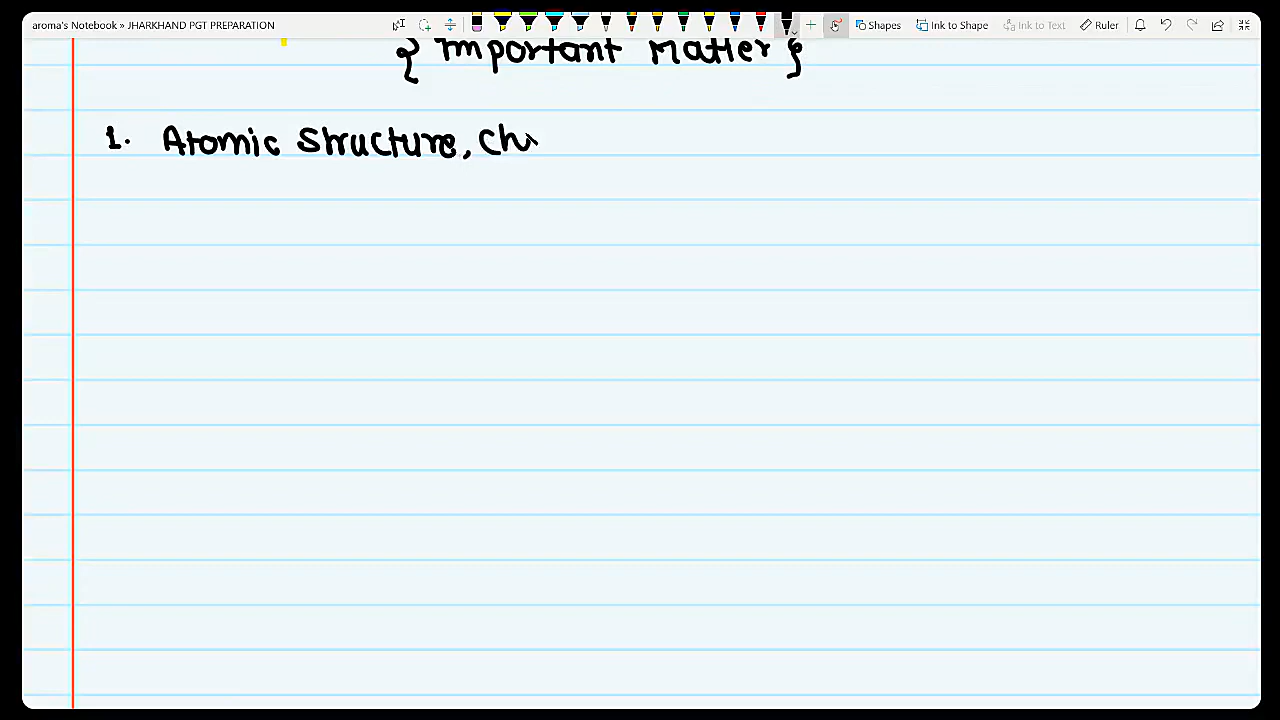 aroma's Notebook » JHARKHAND PGT PREPARATION
Shapes Ink to Shape Ink to Text Ruler
{ Important Matter }
1. Atomic Structure,